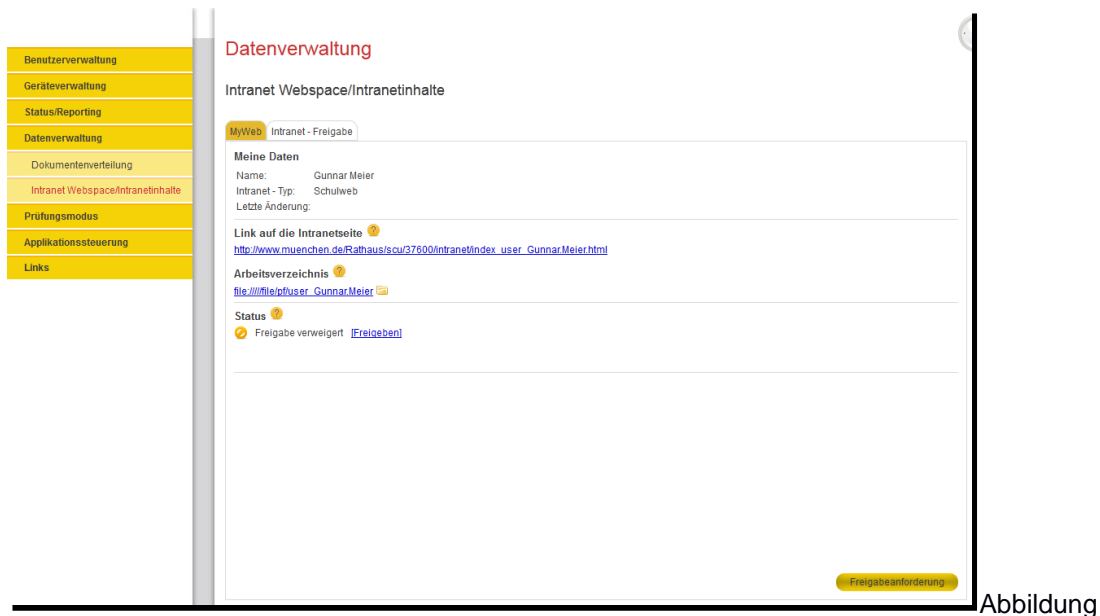 Benutzerverwaltung
Geräteverwaltung
Status/Reporting
Datenverwaltung
Dokumentenverteilung
Intranet Webspace/Intranetinhalte
Prüfungsmodus
Applikationssteuerung
Links
Datenverwaltung
Intranet Webspace/Intranetinhalte
MyWeb Intranet - Freigabe
Meine Daten
Name: Gunnar Meier
Intranet - Typ: Schulweb
Letzte Änderung:
Link auf die Intranetseite ?
http://www.muenchen.de/Rathaus/scu/37600/intranet/index_user_Gunnar.Meier.html
Arbeitsverzeichnis ?
file://///file/pf/user_Gunnar.Meier
Status ?
Freigabe verweigert [Freigeben]
Freigabeanforderung
Abbildung